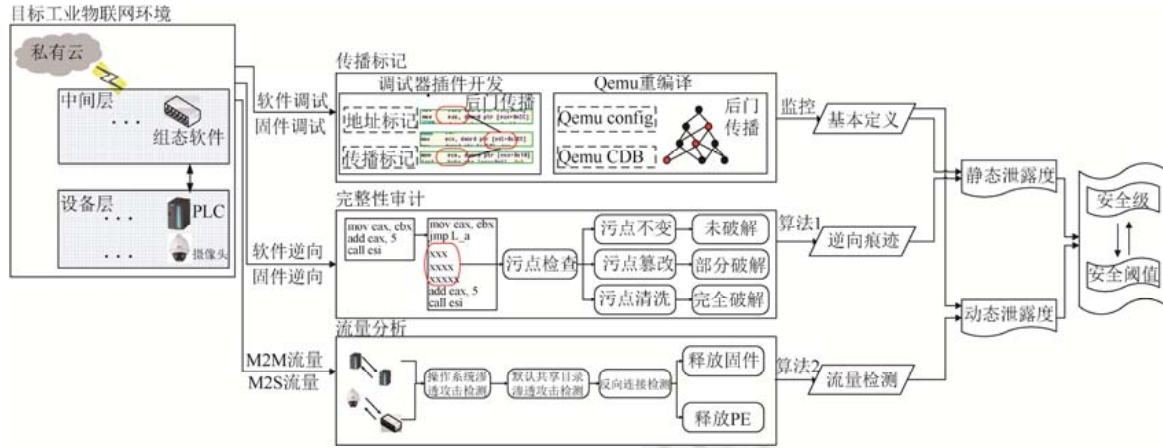 目标工业物联网环境
私有云
中间层
...
组态软件
设备层
...
PLC
...
摄像头
软件调试
固件调试
软件逆向
固件逆向
M2M流量
M2S流量
传播标记
调试器插件开发
后门传播
地址标记
传播标记
Qemu重编译
Qemu config
Qemu CDB
后门
传播
完整性审计
mov eax, ebx
add eax, 5
call esi
mov eax, ebx
jmp L_a
xxx
xxxx
xxxxx
add eax, 5
call esi
污点检查
污点不变
未破解
污点篡改
部分破解
污点清洗
完全破解
流量分析
操作系统渗
透攻击检测
默认共享目录
渗透攻击检测
反向连接检测
释放固件
释放PE
监控
基本定义
算法1
逆向痕迹
算法2
流量检测
静态泄露度
动态泄露度
安全级
安全阈值